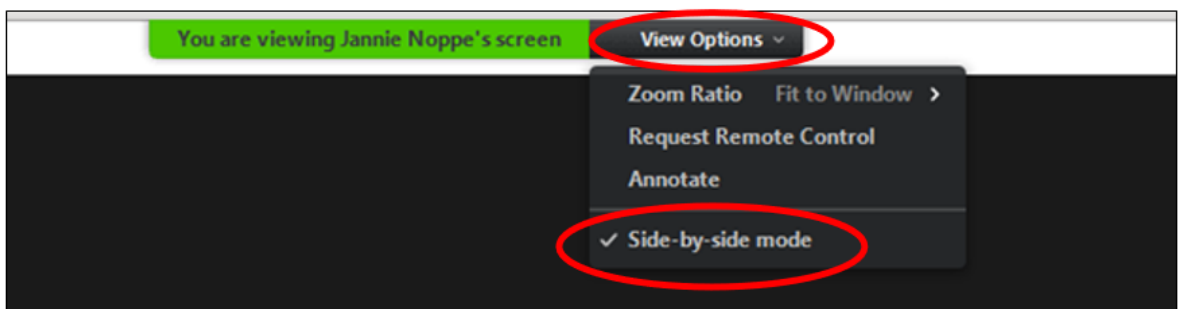 You are viewing Jannie Noppe's screen View Options
Zoom Ratio Fit to Window
Request Remote Control
Annotate
Side-by-side mode